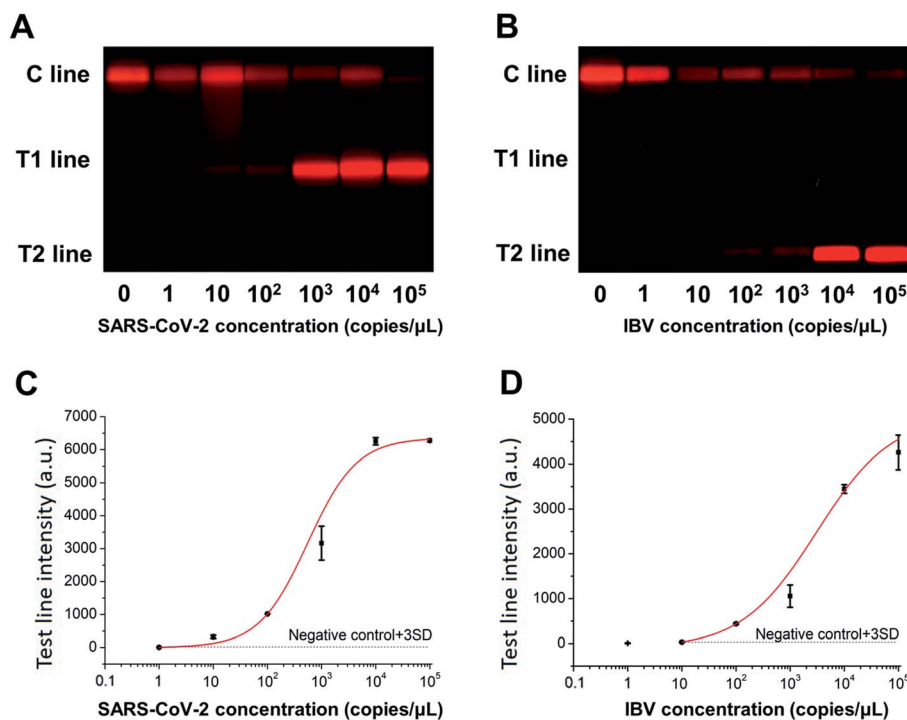 A
B
C line
T1 line
T2 line
0 1 10 10² 10³ 10⁴ 10⁵
SARS-CoV-2 concentration (copies/µL)
C line
T1 line
T2 line
0 1 10 10² 10³ 10⁴ 10⁵
IBV concentration (copies/µL)
C
Test line intensity (a.u.)
7000
6000
5000
4000
3000
2000
1000
0
Negative control+3SD
0.1 1 10 10² 10³ 10⁴ 10⁵
SARS-CoV-2 concentration (copies/µL)
D
Test line intensity (a.u.)
5000
4000
3000
2000
1000
0
Negative control+3SD
0.1 1 10 10² 10³ 10⁴ 10⁵
IBV concentration (copies/µL)